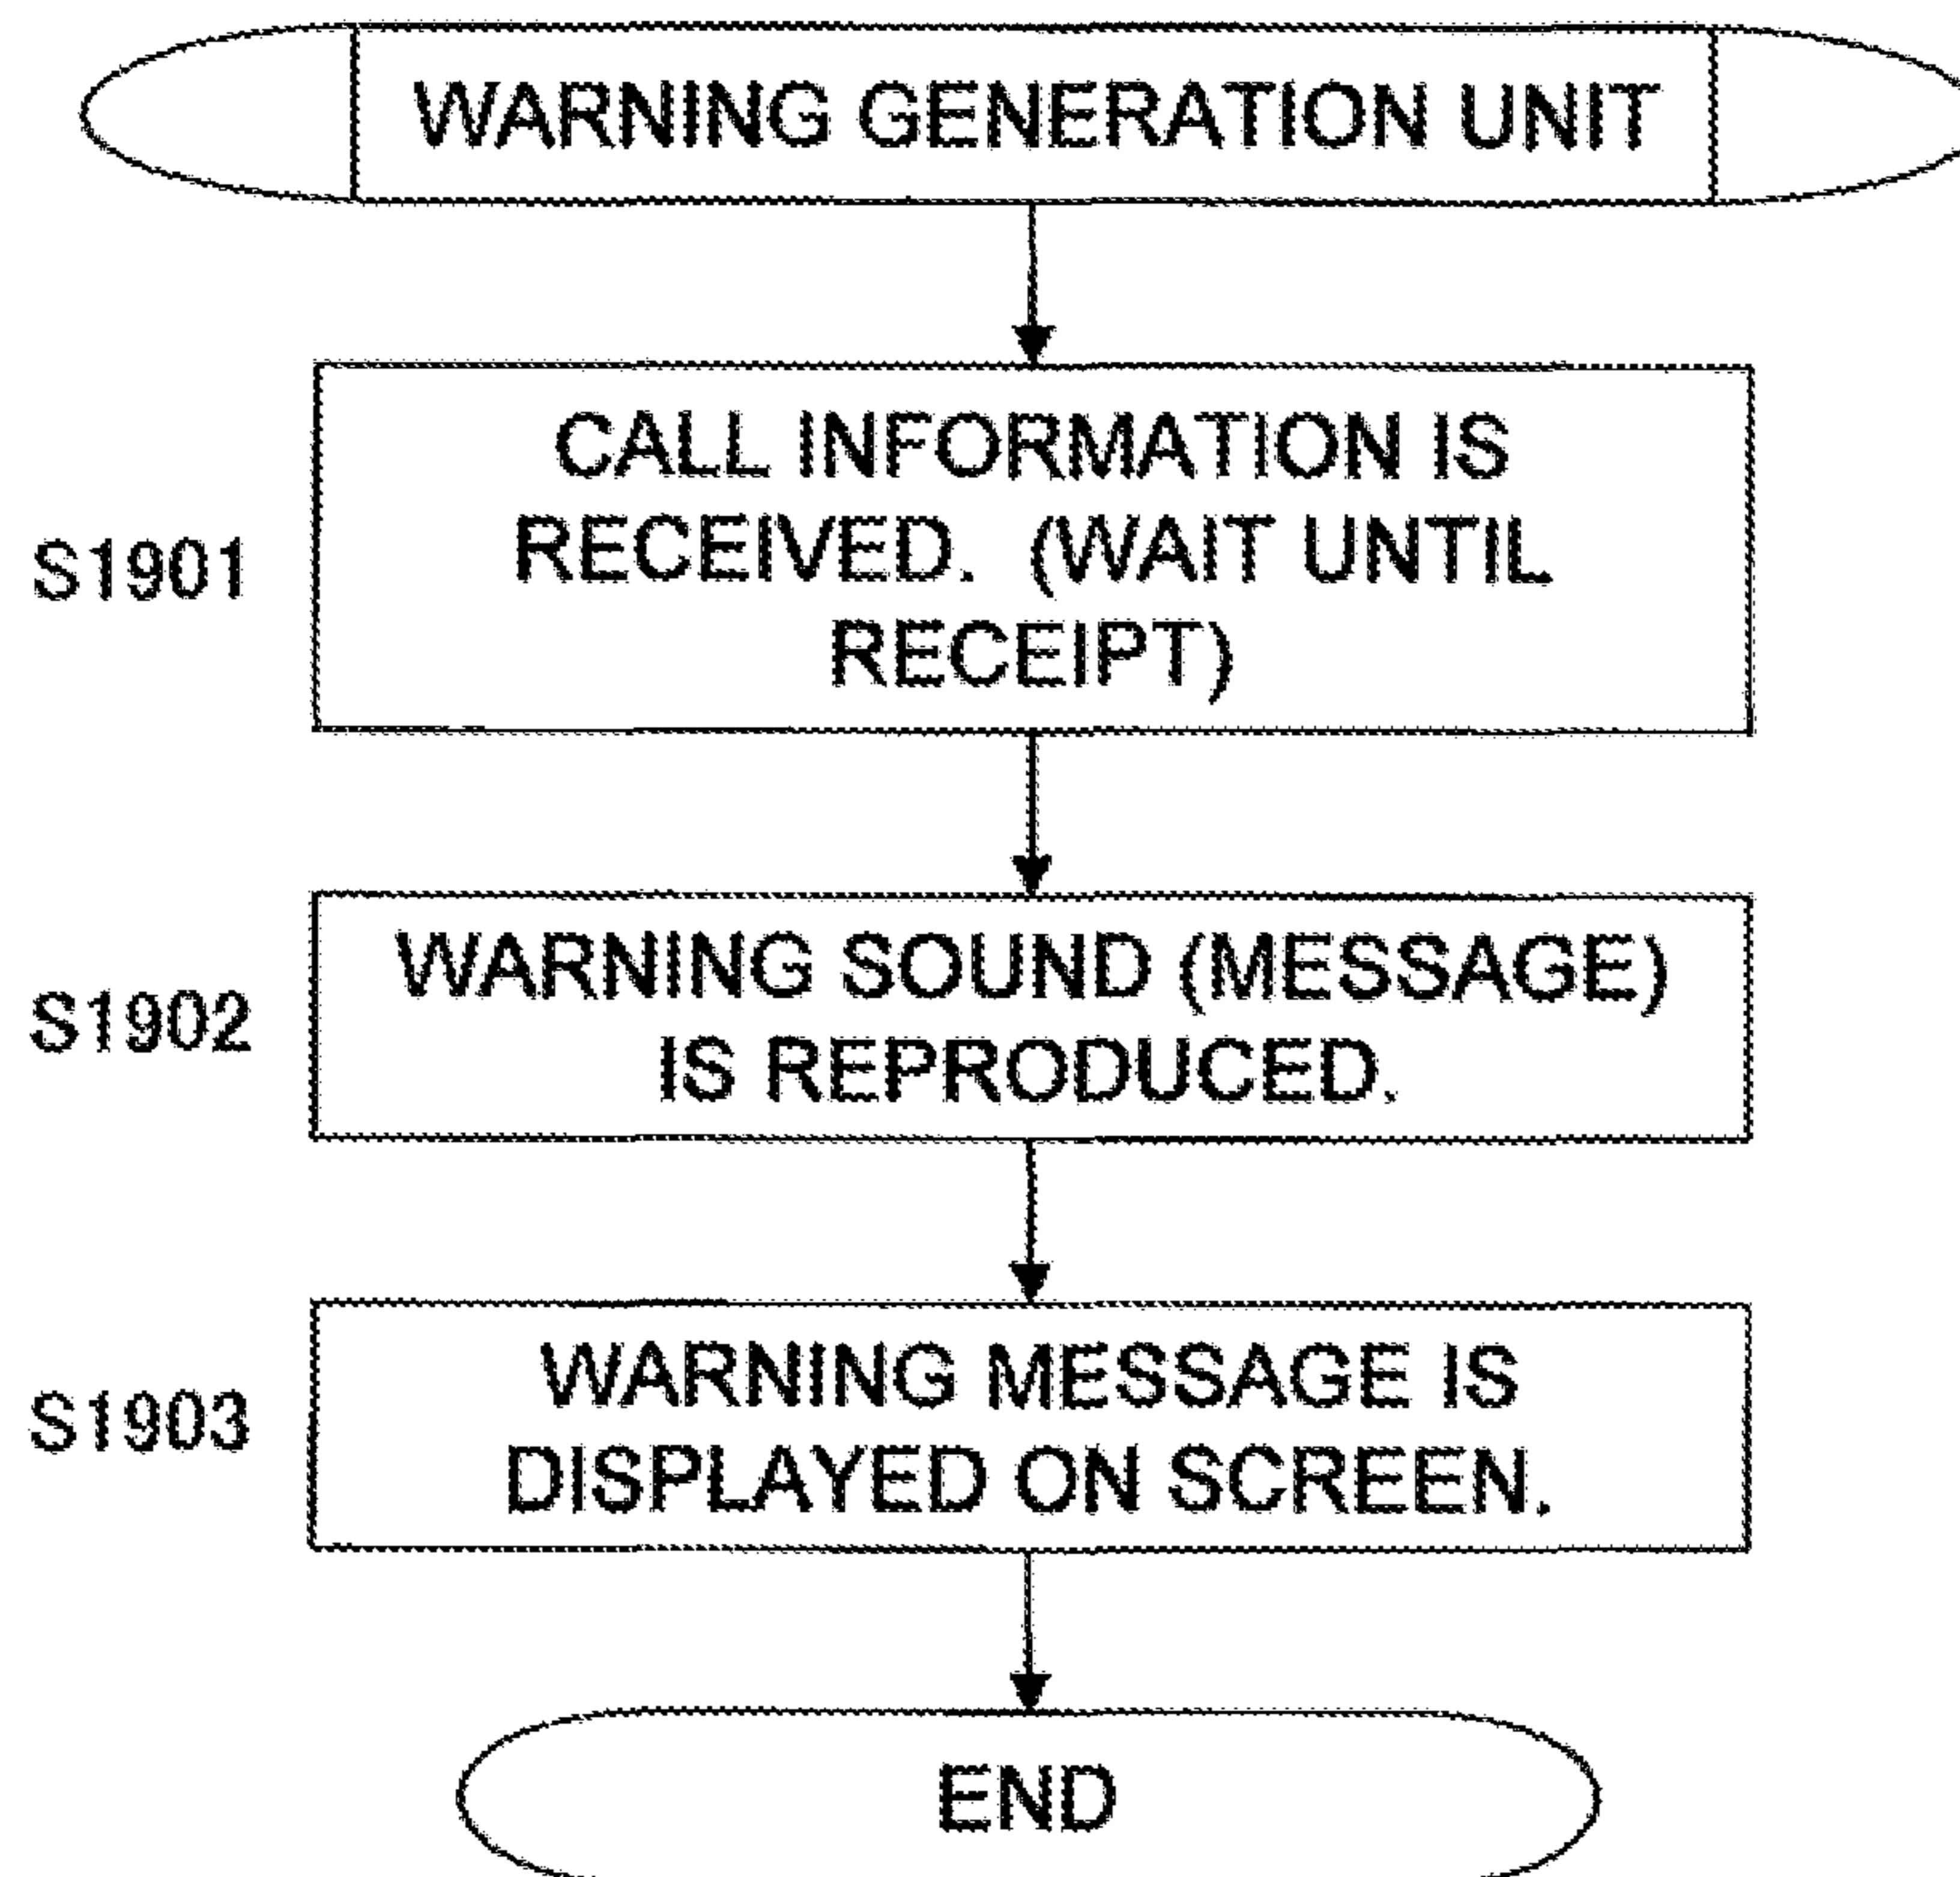 WARNING GENERATION UNIT
S1901
CALL INFORMATION IS
RECEIVED. (WAIT UNTIL
RECEIPT)
S1902
WARNING SOUND (MESSAGE)
IS REPRODUCED.
S1903
WARNING MESSAGE IS
DISPLAYED ON SCREEN.
END